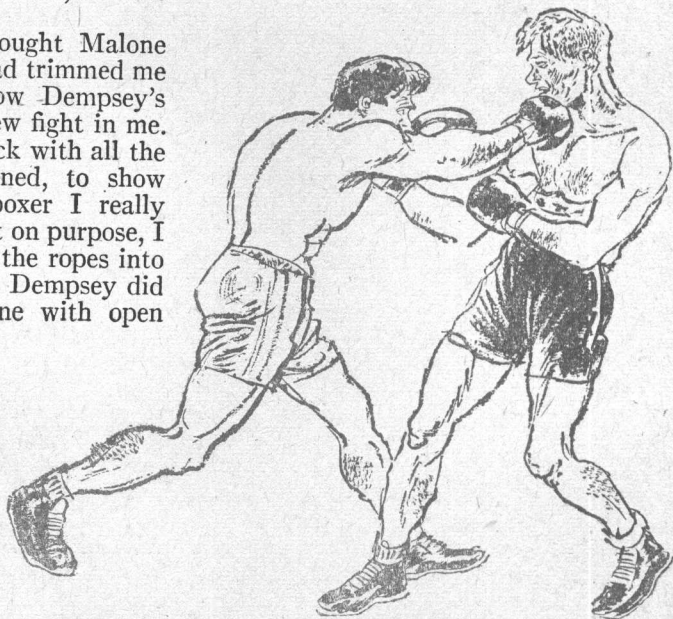 ought Malone
d trimmed me
ow Dempsey's
ew fight in me.
ck with all the
ned, to show
boxer I really
t on purpose, I
the ropes into
Dempsey did
ne with open